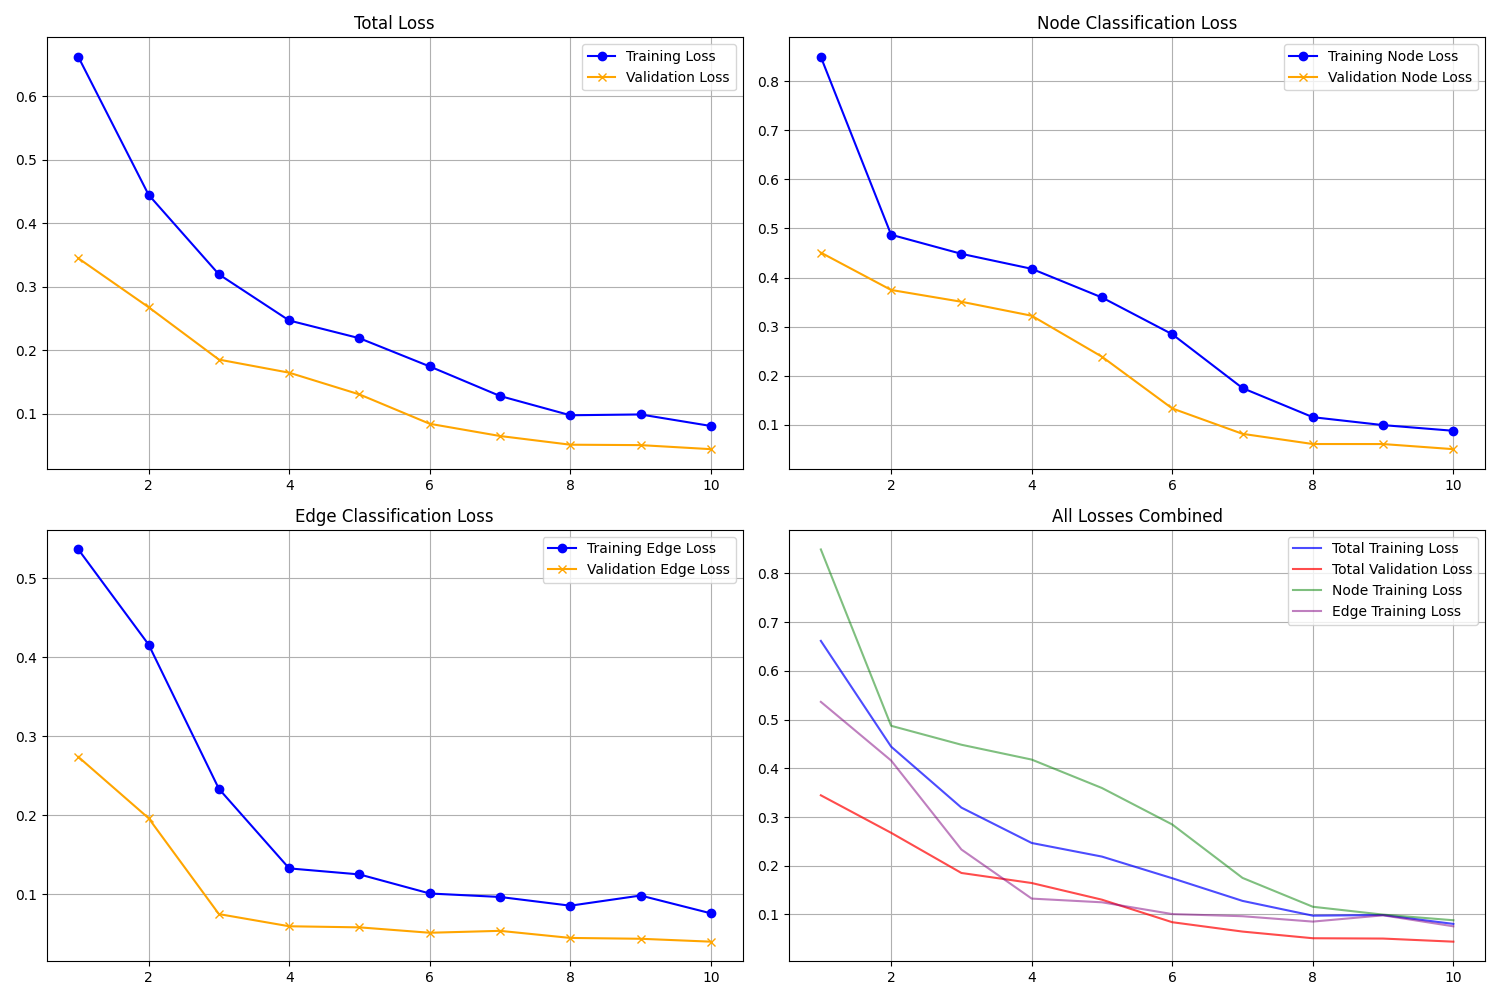 Total Loss
Training Loss
Validation Loss
0.6
0.5
0.4
0.3
0.2
0.1
2 4 6 8 10
Node Classification Loss
Training Node Loss
Validation Node Loss
0.8
0.7
0.6
0.5
0.4
0.3
0.2
0.1
2 4 6 8 10
Edge Classification Loss
Training Edge Loss
Validation Edge Loss
0.5
0.4
0.3
0.2
0.1
2 4 6 8 10
All Losses Combined
Total Training Loss
Total Validation Loss
Node Training Loss
Edge Training Loss
0.8
0.7
0.6
0.5
0.4
0.3
0.2
0.1
2 4 6 8 10